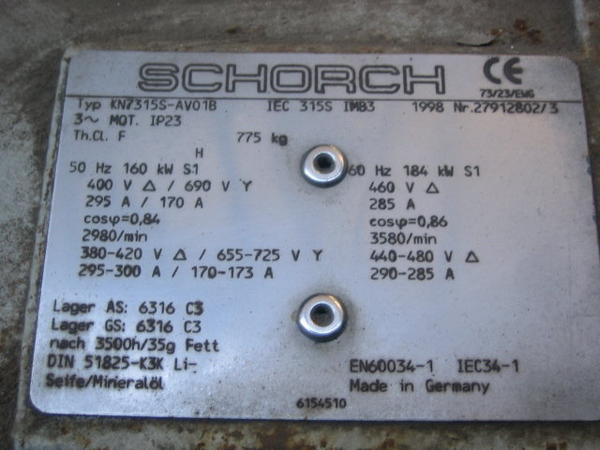 SCHORCH CE
73/23/EWG
Typ KN7315S-AV01B IEC 315S IMB3 1998 Nr.27912802/3
3~ MOT. IP23
Th.Cl. F 775 kg
H
50 Hz 160 kW S1 60 Hz 184 kW S1
400 V Δ / 690 V Y 460 V Δ
295 A / 170 A 285 A
cosφ=0,84 cosφ=0,86
2980/min 3580/min
380-420 V Δ / 655-725 V Y 440-480 V Δ
295-300 A / 170-173 A 290-285 A
Lager AS: 6316 C3
Lager GS: 6316 C3
nach 3500h/35g Fett
DIN 51825-K3K Li- EN60034-1 IEC34-1
Seife/Mineralöl Made in Germany
6154510